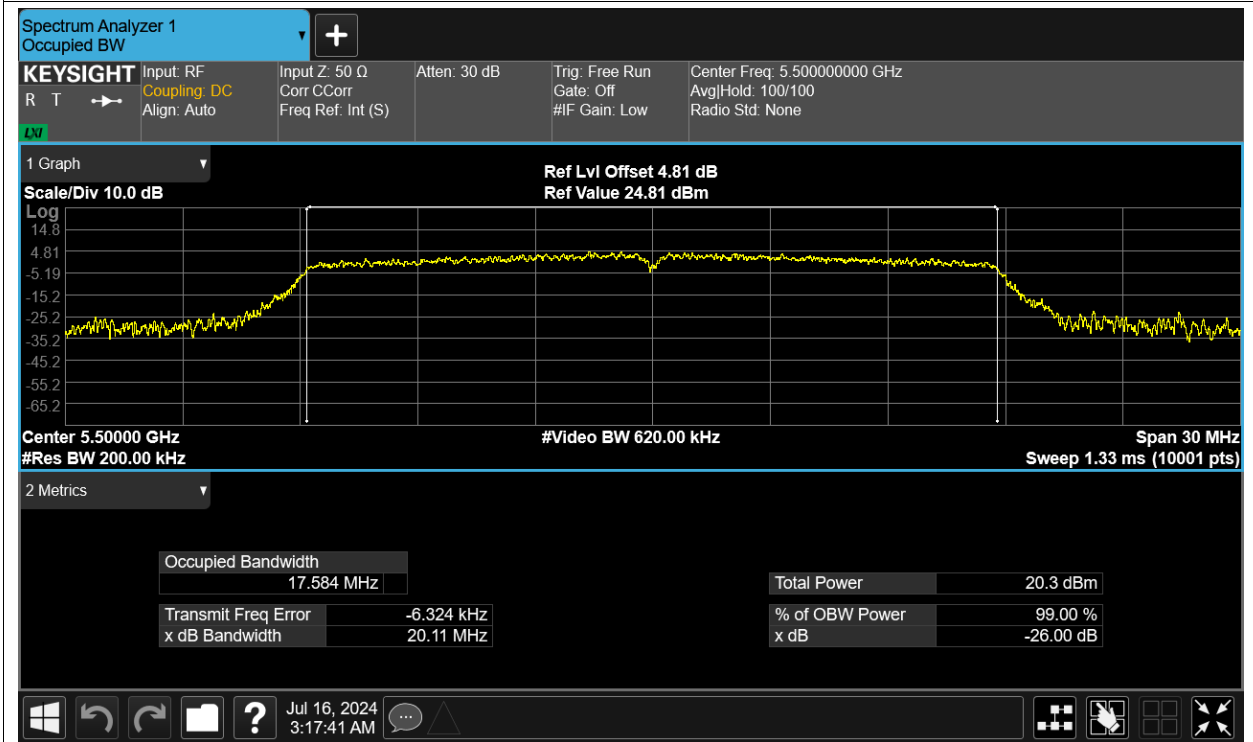 Spectrum Analyzer 1
Occupied BW
KEYSIGHT
R T
LXI
Input: RF
Coupling: DC
Align: Auto
Input Z: 50 Ω
Corr CCorr
Freq Ref: Int (S)
Atten: 30 dB
Trig: Free Run
Gate: Off
#IF Gain: Low
Center Freq: 5.500000000 GHz
Avg|Hold: 100/100
Radio Std: None
1 Graph
Scale/Div 10.0 dB
Ref Lvl Offset 4.81 dB
Ref Value 24.81 dBm
Log
14.8
4.81
-5.19
-15.2
-25.2
-35.2
-45.2
-55.2
-65.2
Center 5.50000 GHz
#Video BW 620.00 kHz
Span 30 MHz
#Res BW 200.00 kHz
Sweep 1.33 ms (10001 pts)
2 Metrics
Occupied Bandwidth
17.584 MHz
Transmit Freq Error -6.324 kHz
x dB Bandwidth 20.11 MHz
Total Power 20.3 dBm
% of OBW Power 99.00 %
x dB -26.00 dB
?
Jul 16, 2024
3:17:41 AM